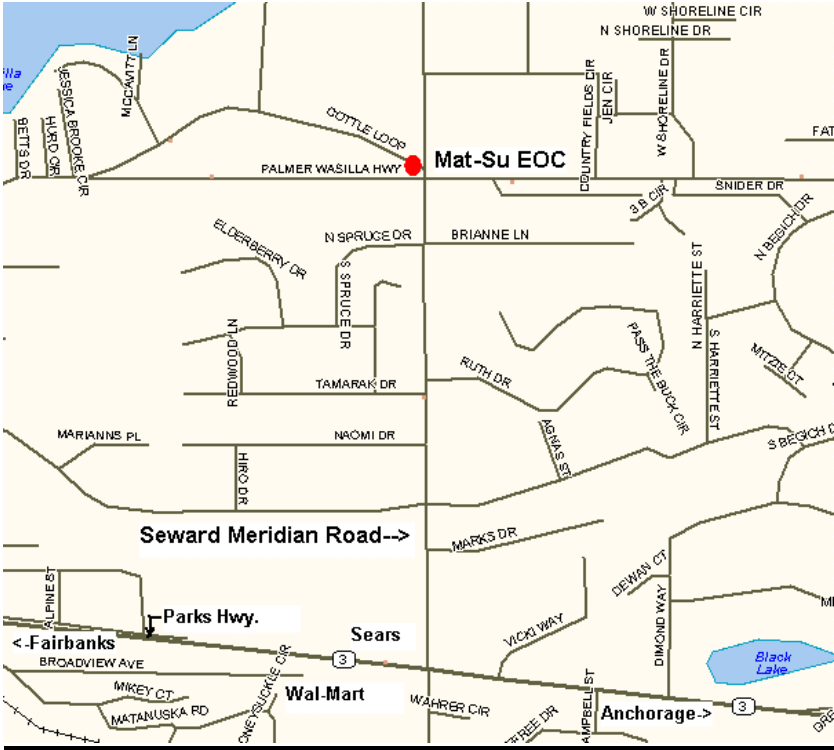 W SHORELINE CIR
N SHORELINE DR
MCCAVITT LN
JESSICA BROOKE CIR
BETTS DR
HURD CIR
COTTLE LOOP
COUNTRY FIELDS CIR
JEN CIR
W SHORELINE DR
Mat-Su EOC
PALMER WASILLA HWY
SNIDER DR
3 B CIR
N BEGICH DR
ELDERBERRY DR
N SPRUCE DR
BRIANNE LN
S SPRUCE DR
N HARRIETTE ST
REDWOOD LN
S HARRIETTE ST
PASS THE BUCK CIR
MITZIE CT
TAMARAK DR
RUTH DR
MARIANNS PL
NAOMI DR
AGNAS ST
S BEGICH D
HIRO DR
Seward Meridian Road-->
MARKS DR
ALPINE ST
DEWAN CT
DIMOND WAY
Parks Hwy.
VICKI WAY
<-Fairbanks
Sears
3
BROADVIEW AVE
Black
Lake
MIKEY CT
Wal-Mart
MATANUSKA RD
ONEYSUCKLE CIR
WAHRER CIR
AMPBELL ST
Anchorage->
3